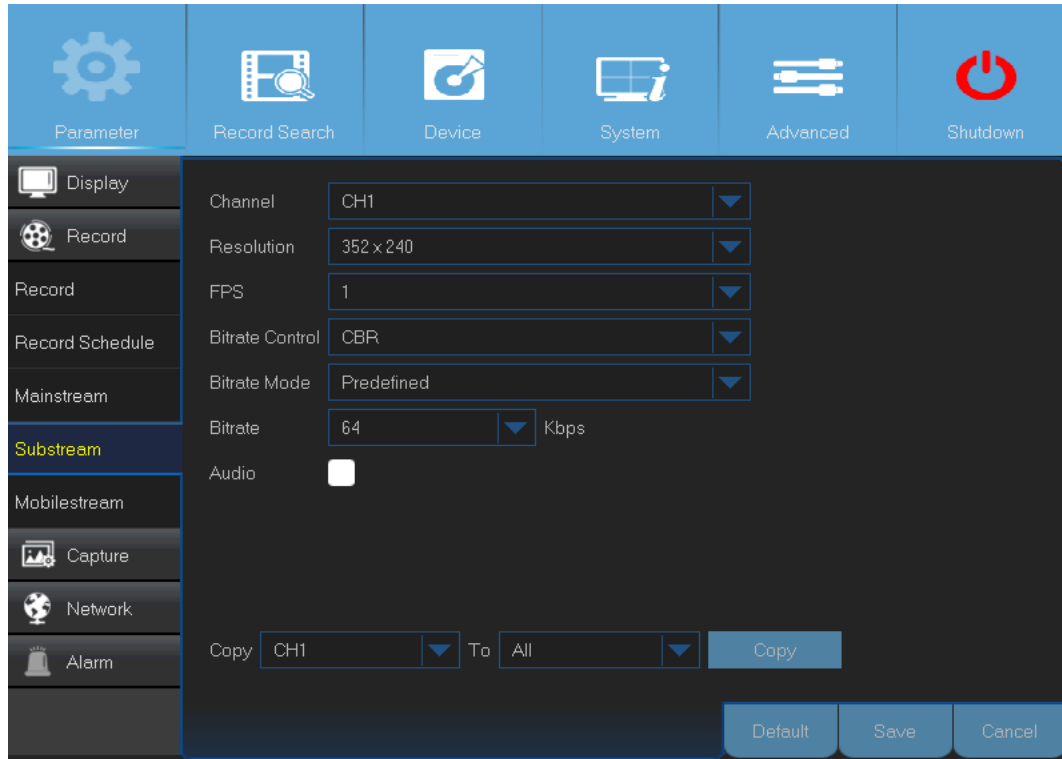 Parameter Record Search Device System Advanced Shutdown
Display
Record
Record
Record Schedule
Mainstream
Substream
Mobilestream
Capture
Network
Alarm
Channel CH1
Resolution 352 x 240
FPS 1
Bitrate Control CBR
Bitrate Mode Predefined
Bitrate 64 Kbps
Audio
Copy CH1 To All Copy
Default Save Cancel